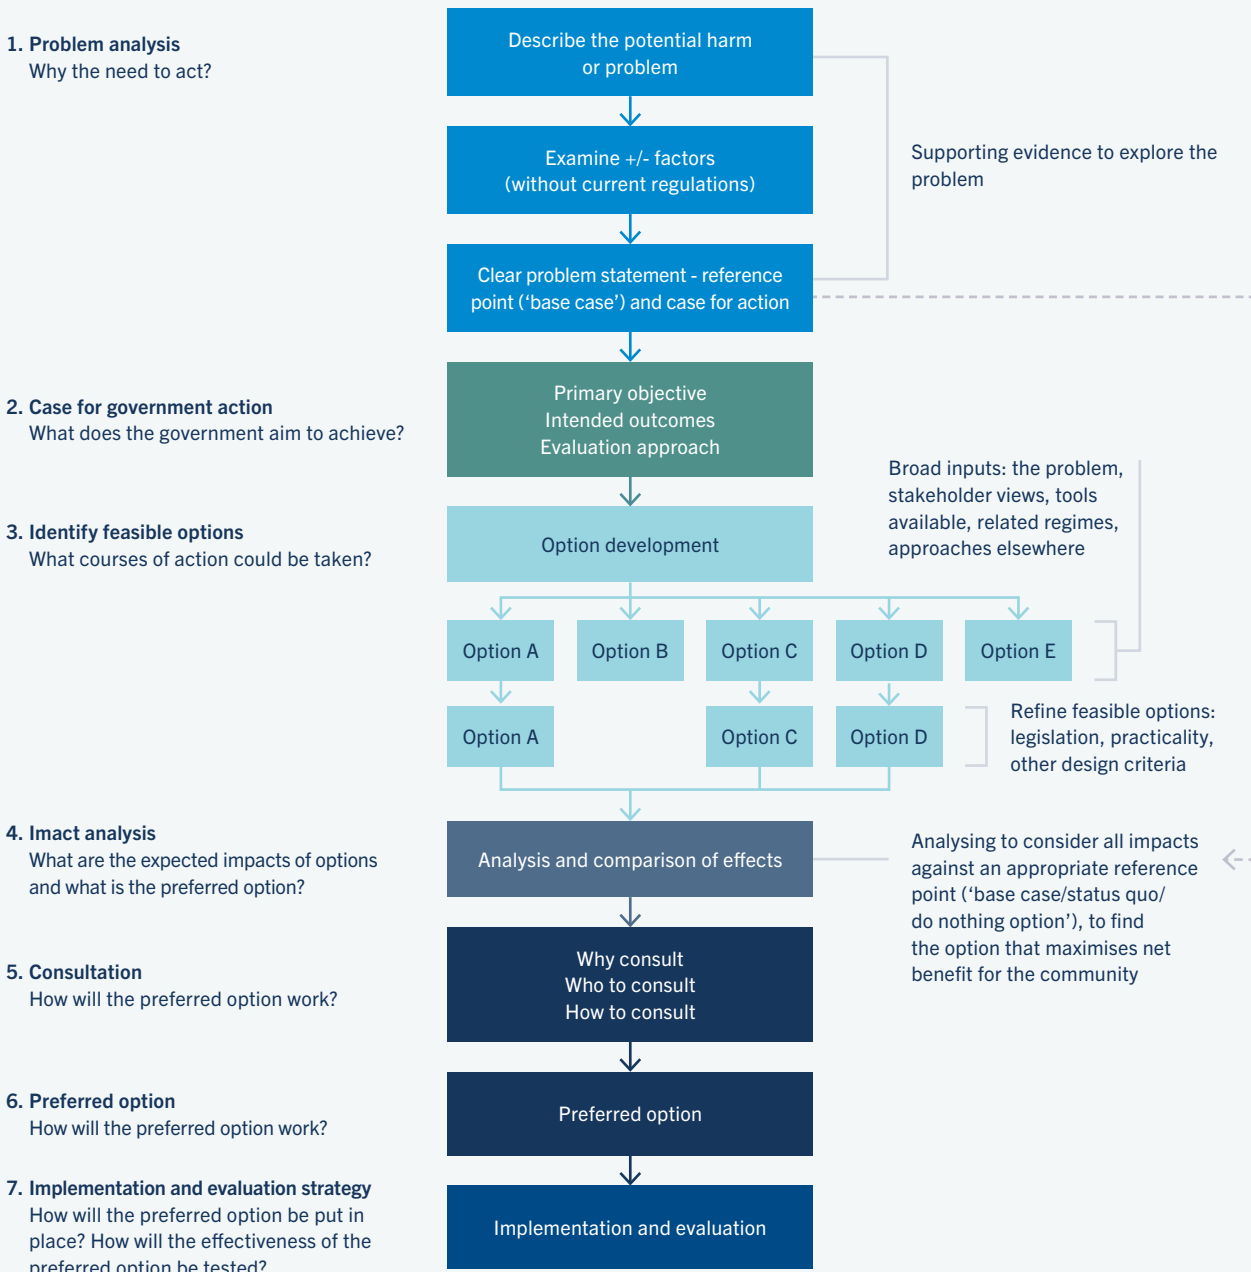 1. Problem analysis
Why the need to act?
Describe the potential harm
or problem
Examine +/- factors
(without current regulations)
Supporting evidence to explore the
problem
Clear problem statement - reference
point (‘base case’) and case for action
2. Case for government action
What does the government aim to achieve?
Primary objective
Intended outcomes
Evaluation approach
3. Identify feasible options
What courses of action could be taken?
Option development
Broad inputs: the problem,
stakeholder views, tools
available, related regimes,
approaches elsewhere
Option A
Option B
Option C
Option D
Option E
Option A
Option C
Option D
Refine feasible options:
legislation, practicality,
other design criteria
4. Imact analysis
What are the expected impacts of options
and what is the preferred option?
Analysis and comparison of effects
Analysing to consider all impacts
against an appropriate reference
point (‘base case/status quo/
do nothing option’), to find
the option that maximises net
benefit for the community
5. Consultation
How will the preferred option work?
Why consult
Who to consult
How to consult
6. Preferred option
How will the preferred option work?
Preferred option
7. Implementation and evaluation strategy
How will the preferred option be put in
place? How will the effectiveness of the
preferred option be tested?
Implementation and evaluation